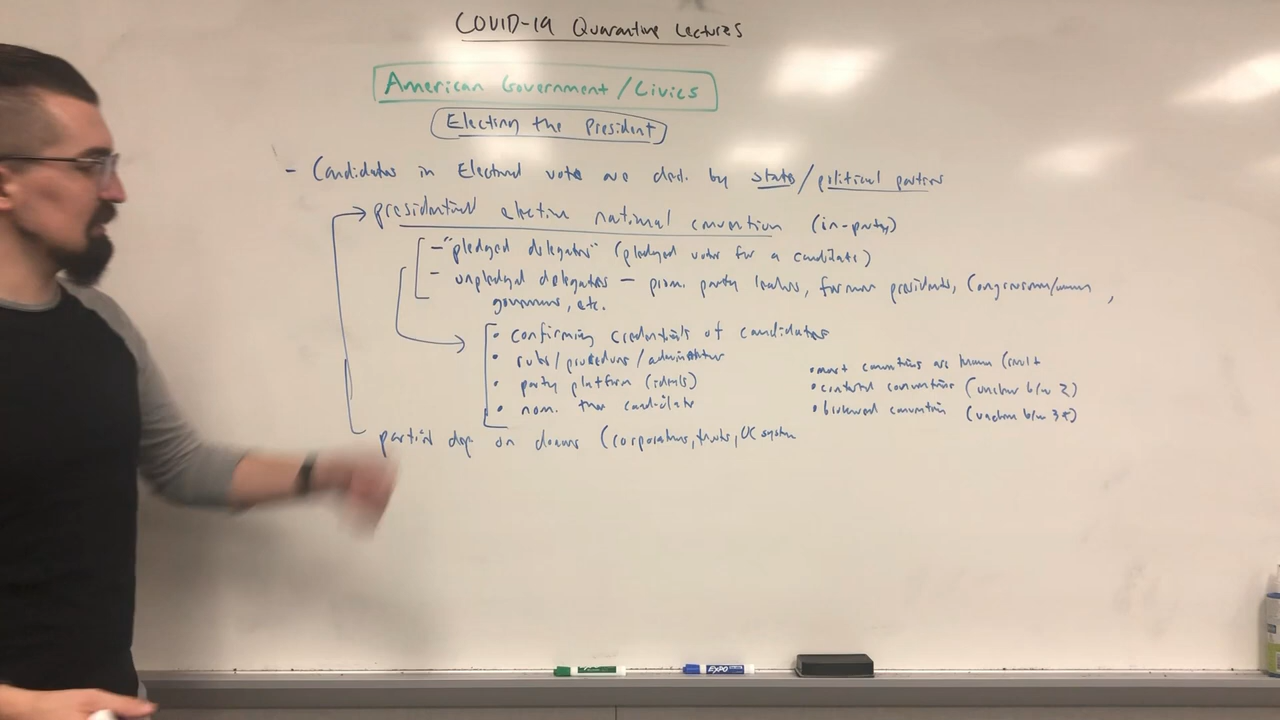 COVID-19 Quarantine Lectures
American Government/Civics
Electing the President
- Candidates in Electoral vote are ded. by state/political parties
presidential election national convention (in-party)
- "pledged delegates" (pledged votes for a candidate)
- unpledged delegates - prom. party leaders, former presidents, Congressmen/women,
governors, etc.
• confirming credentials of candidates
• rules/procedures/administration
• party platform (ideals)
• nom. the candidate
• most conventions are known result
• contested conventions (unclear b/w 2)
• brokered convention (unclear b/w 3+)
parties dep. on donors (corporations, trusts, system
EXPO